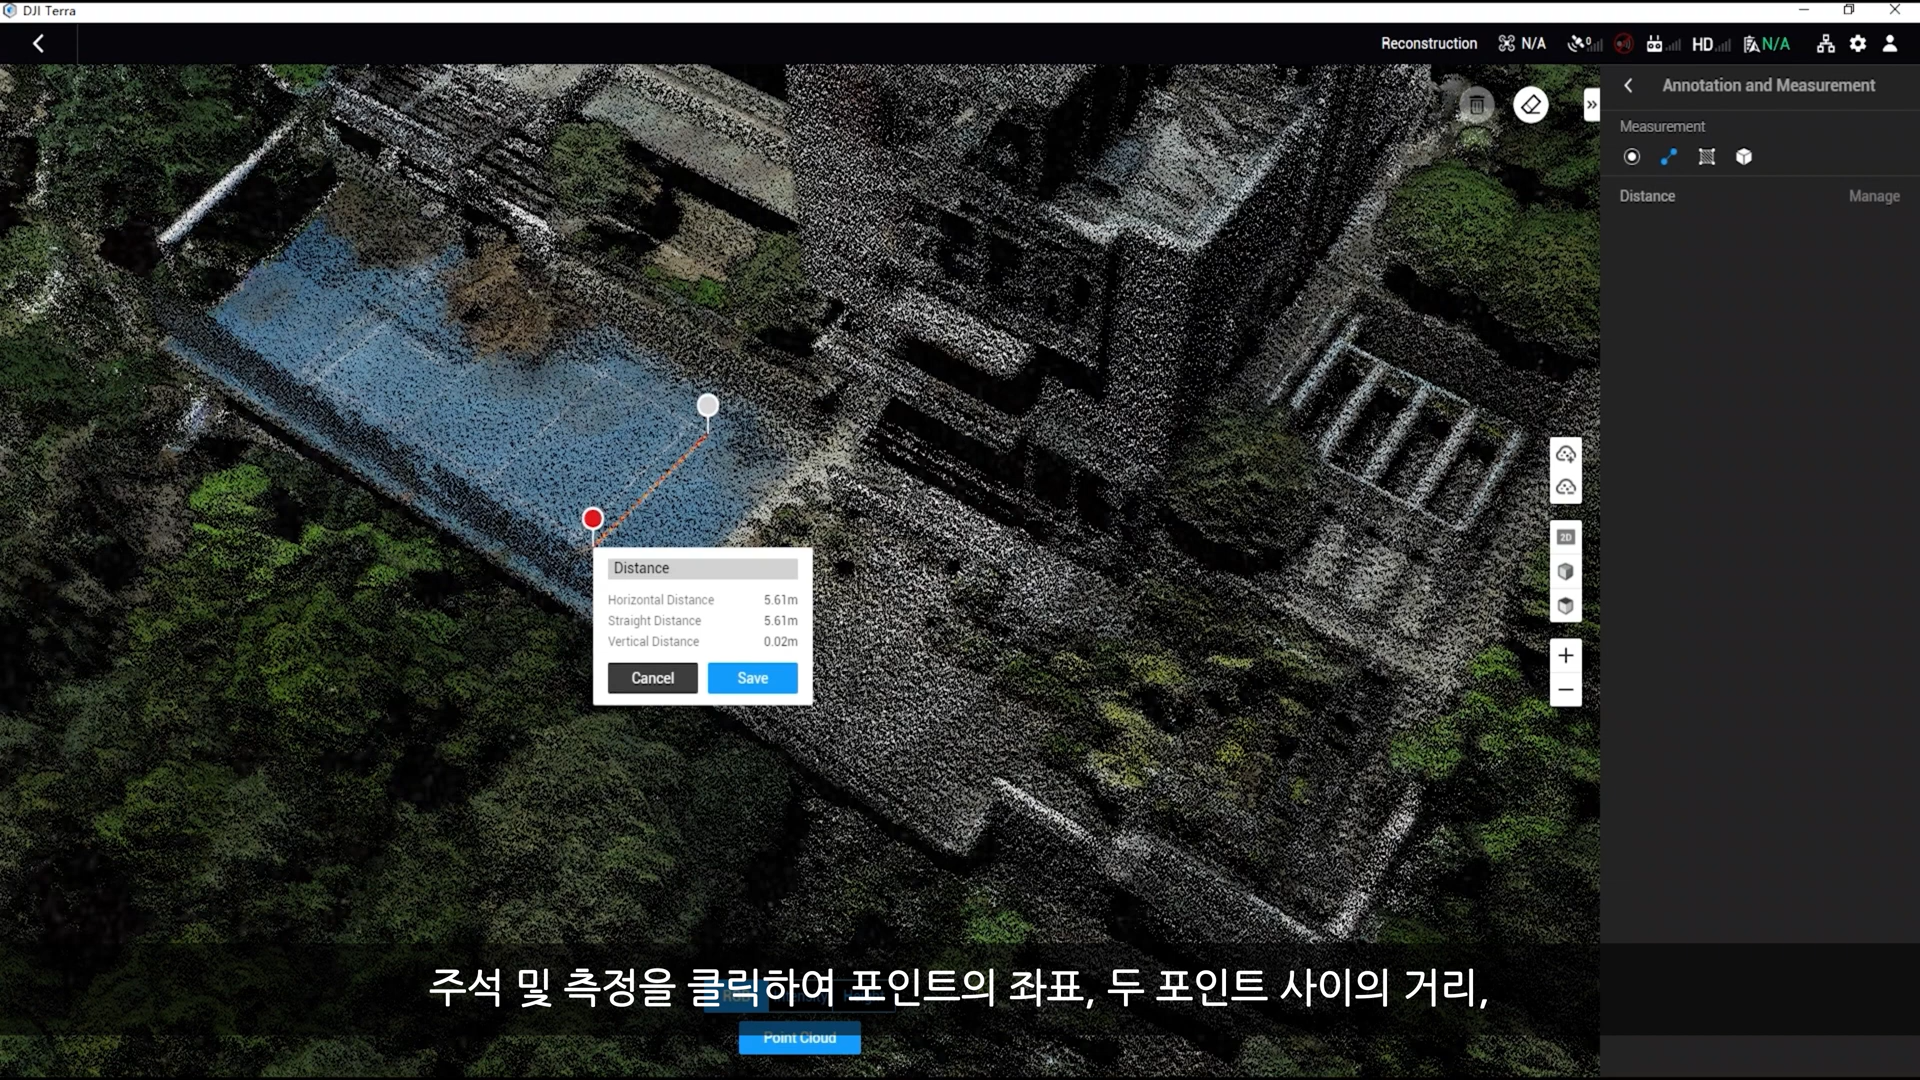 DJI Terra
Reconstruction N/A 0 HD N/A
Annotation and Measurement
Measurement
Distance Manage
2D
Distance
Horizontal Distance 5.61m
Straight Distance 5.61m
Vertical Distance 0.02m
Cancel Save
주석 및 측정을 클릭하여 포인트의 좌표, 두 포인트 사이의 거리,
Point Cloud